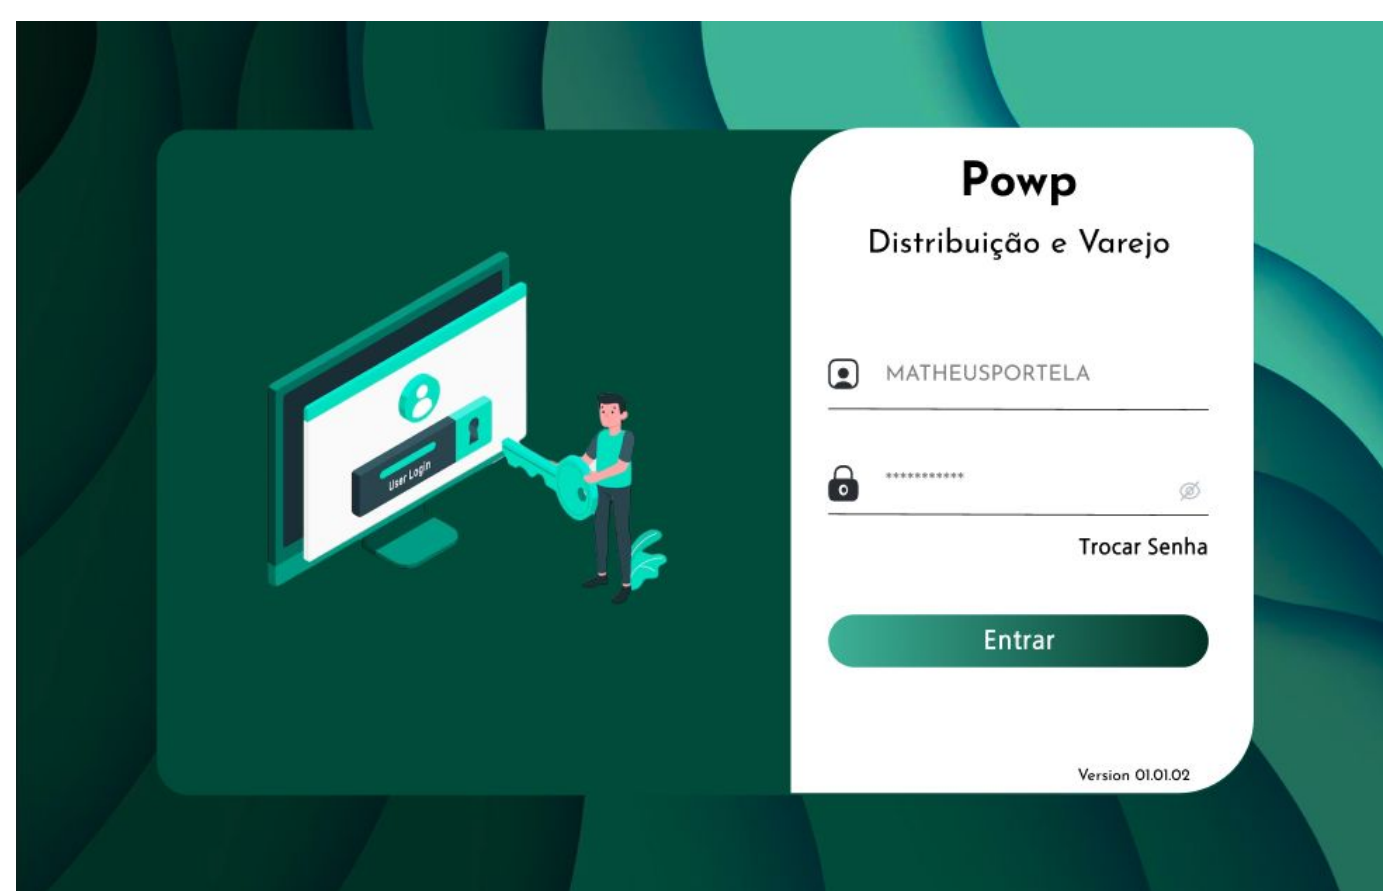 Powp
Distribuição e Varejo
MATHEUSPORTELA
***********
Trocar Senha
Entrar
Version 01.01.02
User Login